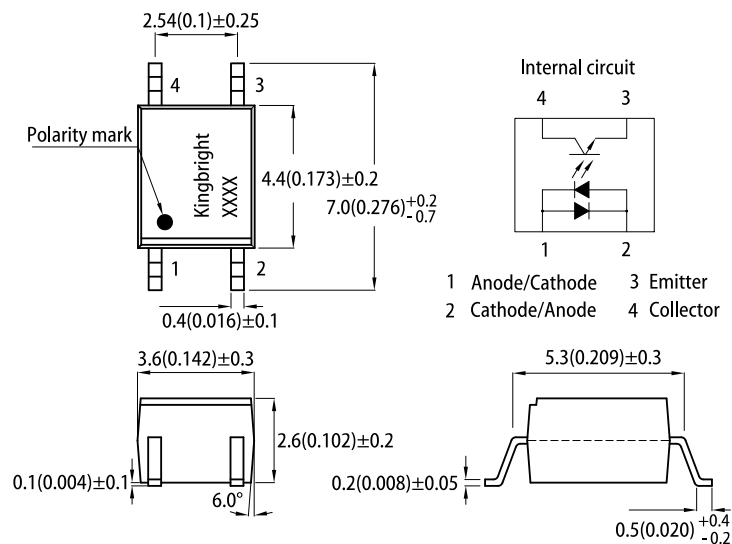 2.54(0.1)±0.25
4 3
Polarity mark
Kingbright
XXXX
4.4(0.173)±0.2
7.0(0.276)+0.2 -0.7
1 2
0.4(0.016)±0.1
Internal circuit
4 3
1 2
1 Anode/Cathode 3 Emitter
2 Cathode/Anode 4 Collector
3.6(0.142)±0.3
2.6(0.102)±0.2
0.1(0.004)±0.1
6.0°
5.3(0.209)±0.3
0.2(0.008)±0.05
0.5(0.020) +0.4 -0.2